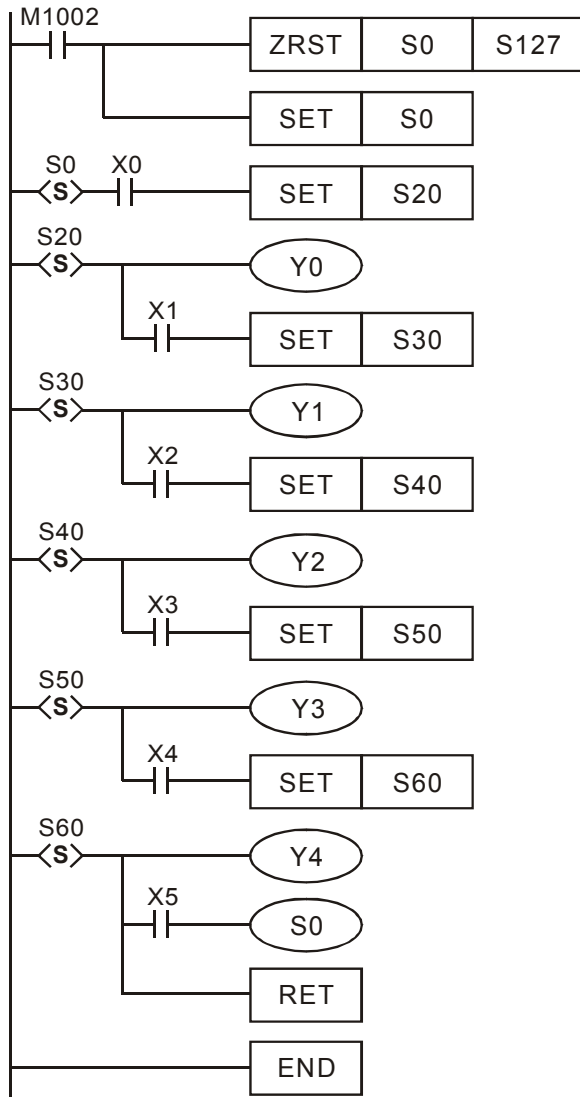 M1002
ZRST S0 S127
SET S0
S0 X0
S SET S20
S20
S Y0
X1
SET S30
S30
S Y1
X2
SET S40
S40
S Y2
X3
SET S50
S50
S Y3
X4
SET S60
S60
S Y4
X5
S0
RET
END